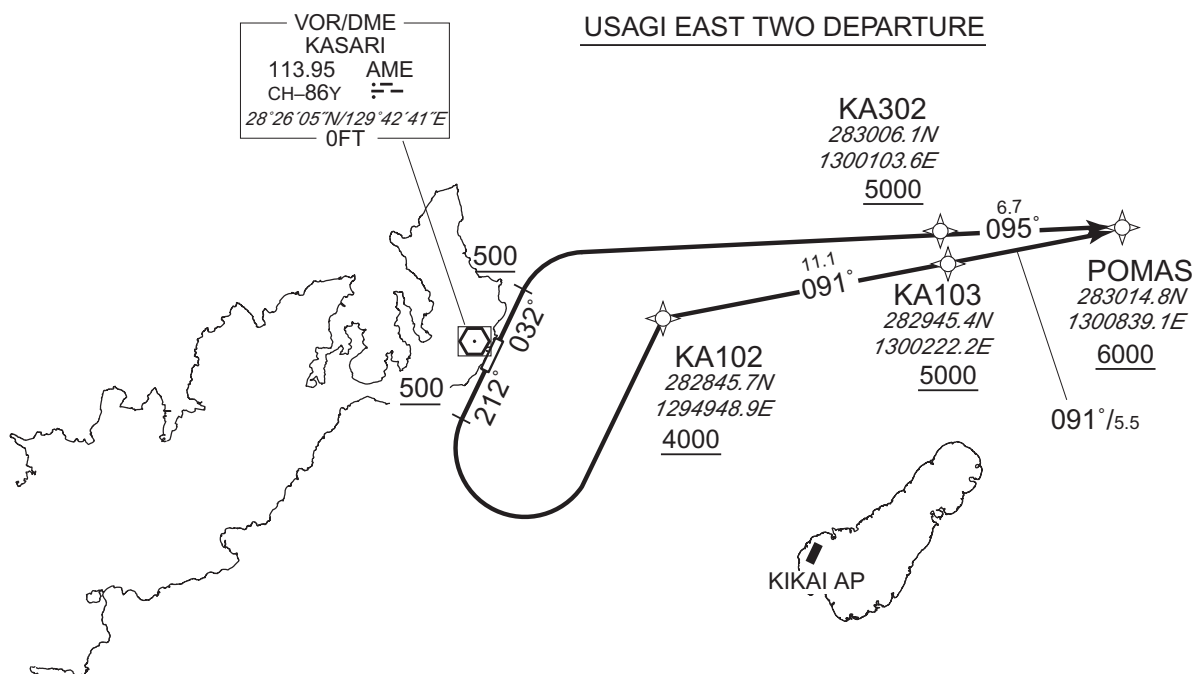 USAGI EAST TWO DEPARTURE
VOR/DME
KASARI
113.95 AME
CH–86Y
28°26´05˝N/129°42´41˝E
0FT
KA302
283006.1N
1300103.6E
5000
6.7
095°
500
11.1
091°
POMAS
283014.8N
1300839.1E
6000
KA103
282945.4N
1300222.2E
5000
032°
KA102
282845.7N
1294948.9E
4000
500
212°
091°/5.5
KIKAI AP